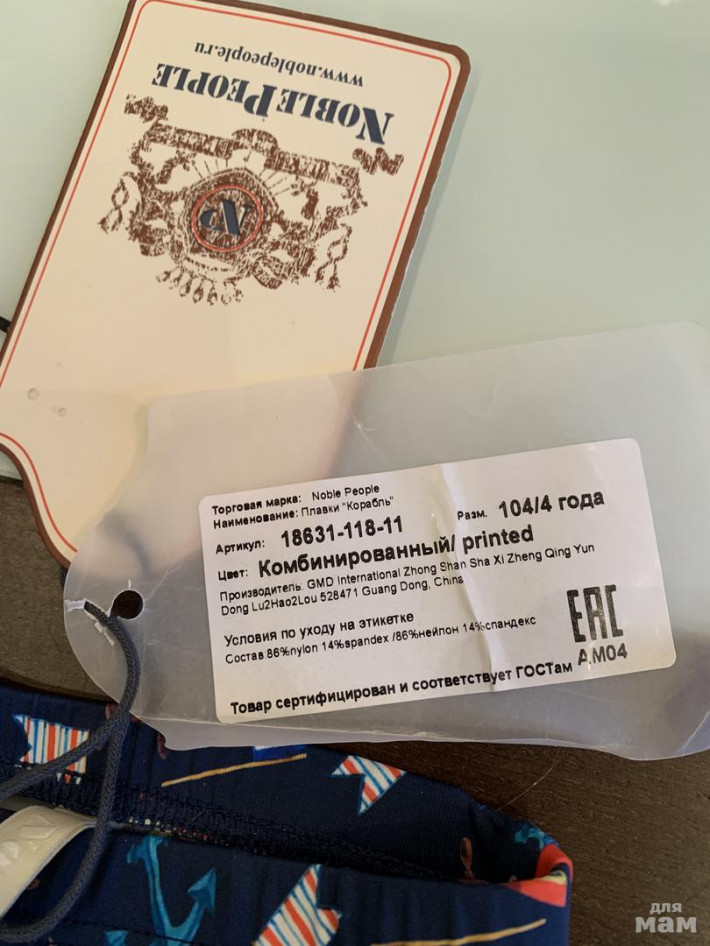 www.noblepeople.ru
NOBLE PEOPLE
NP
Торговая марка: Noble People
Наименование: Плавки "Корабль"
Артикул: 18631-118-11 Разм. 104/4 года
Цвет: Комбинированный/ printed
Производитель: GMD International Zhong Shan Sha Xi Zheng Qing Yun
Dong Lu2Hao2Lou 528471 Guang Dong, China
Условия по уходу на этикетке
Состав 86%nylon 14%spandex /86%нейлон 14%спандекс
EAC
АМ04
Товар сертифицирован и соответствует ГОСТам
для
мам